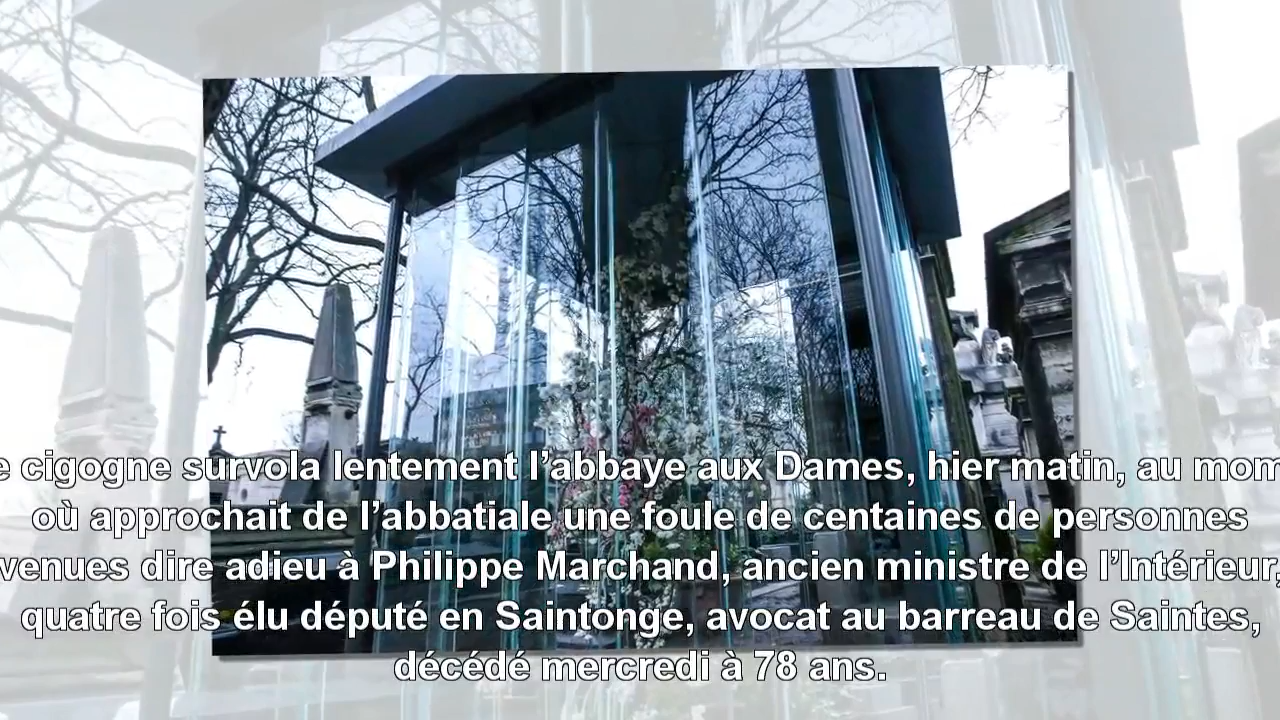 cigogne survola lentement l’abbaye aux Dames, hier matin, au
où approchait de l’abbatiale une foule de centaines de personnes
venues dire adieu à Philippe Marchand, ancien ministre de l’Intérieur,
quatre fois élu député en Saintonge, avocat au barreau de Saintes,
décédé mercredi à 78 ans.